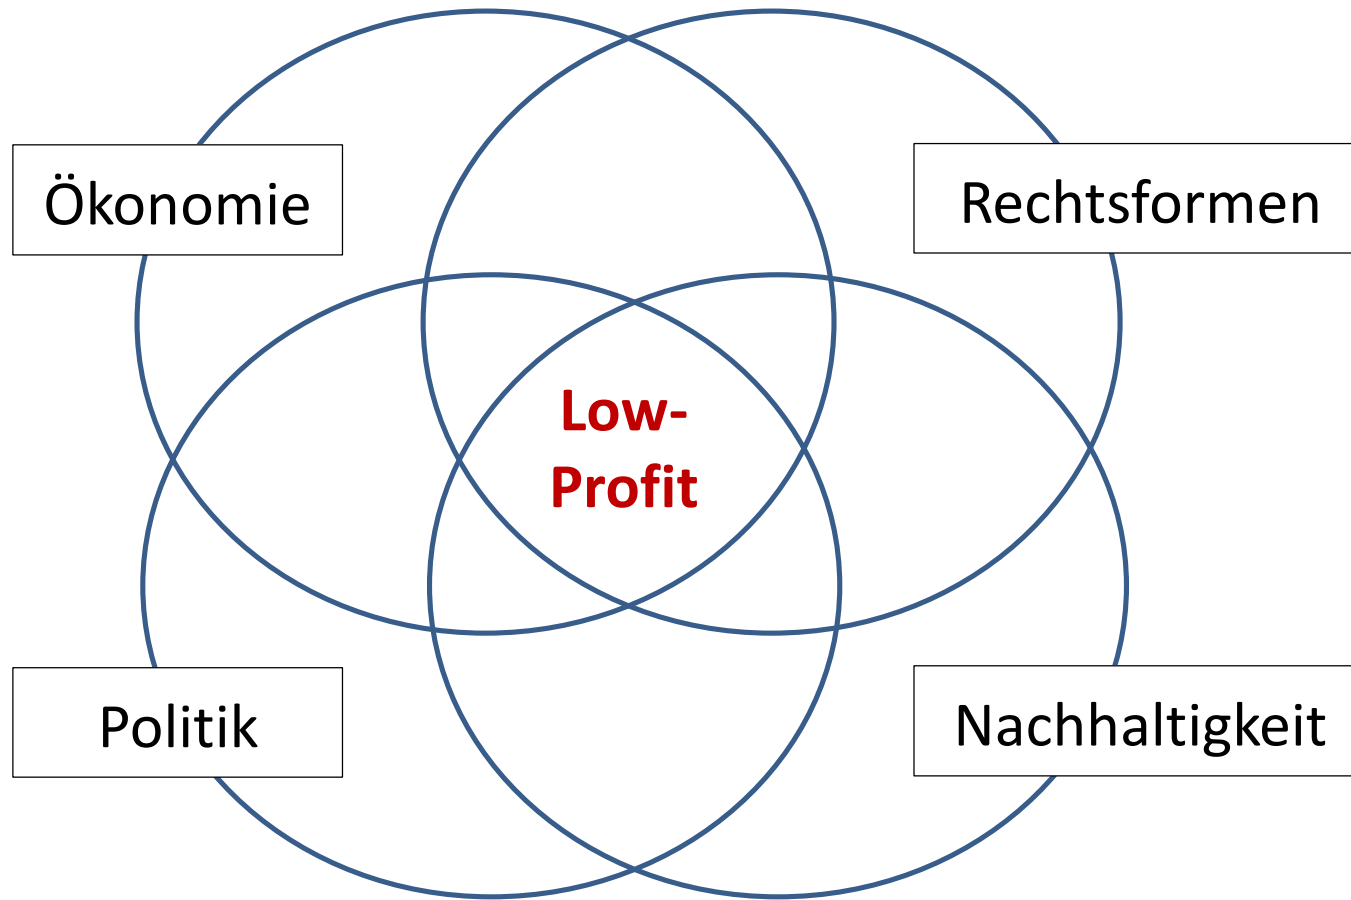 Ökonomie
Rechtsformen
Low-
Profit
Politik
Nachhaltigkeit